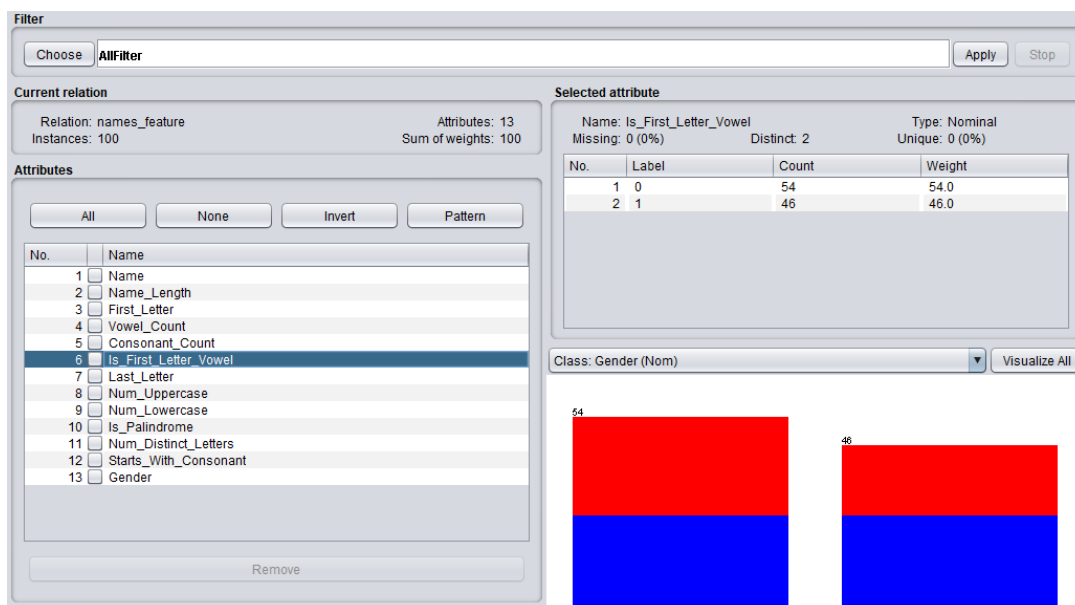 Filter
Choose AllFilter Apply Stop
Current relation
Relation: names_feature Attributes: 13
Instances: 100 Sum of weights: 100
Attributes
All None Invert Pattern
No. Name
1 Name
2 Name_Length
3 First_Letter
4 Vowel_Count
5 Consonant_Count
6 Is_First_Letter_Vowel
7 Last_Letter
8 Num_Uppercase
9 Num_Lowercase
10 Is_Palindrome
11 Num_Distinct_Letters
12 Starts_With_Consonant
13 Gender
Remove
Selected attribute
Name: Is_First_Letter_Vowel Type: Nominal
Missing: 0 (0%) Distinct: 2 Unique: 0 (0%)
No. Label Count Weight
1 0 54 54.0
2 1 46 46.0
Class: Gender (Nom) Visualize All
54
46